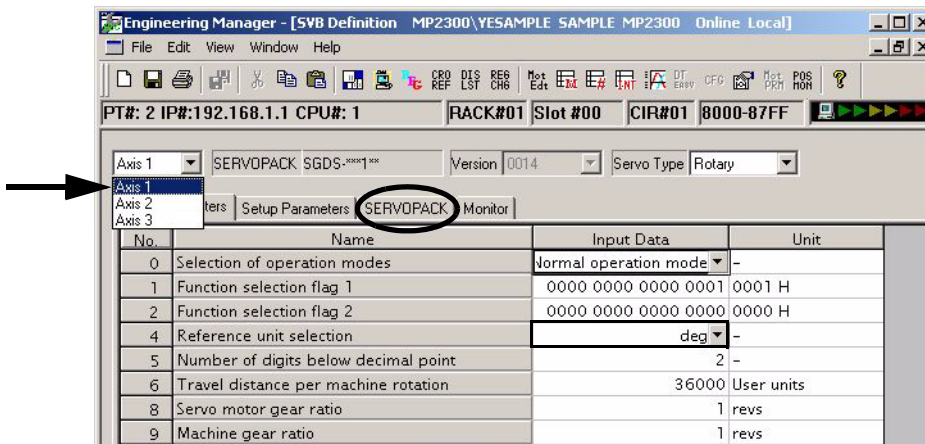 Engineering Manager - [SVB Definition MP2300\YESAMPLE SAMPLE MP2300 Online Local]
File Edit View Window Help
CRO REF DIS LST REG CHG Mot Edt DT EASY CFG Mot PRM POS MON
PT#: 2 IP#:192.168.1.1 CPU#: 1 RACK#01 Slot #00 CIR#01 8000-87FF
Axis 1 SERVOPACK SGDS-***1** Version 0014 Servo Type Rotary
Axis 1
Axis 2
Axis 3
ters Setup Parameters SERVOPACK Monitor
No. Name Input Data Unit
0 Selection of operation modes Normal operation mode -
1 Function selection flag 1 0000 0000 0000 0001 0001 H
2 Function selection flag 2 0000 0000 0000 0000 0000 H
4 Reference unit selection deg -
5 Number of digits below decimal point 2 -
6 Travel distance per machine rotation 36000 User units
8 Servo motor gear ratio 1 revs
9 Machine gear ratio 1 revs